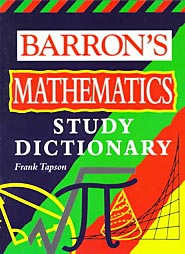 BARRON'S
MATHEMATICS
STUDY
DICTIONARY
Frank Tapson
π